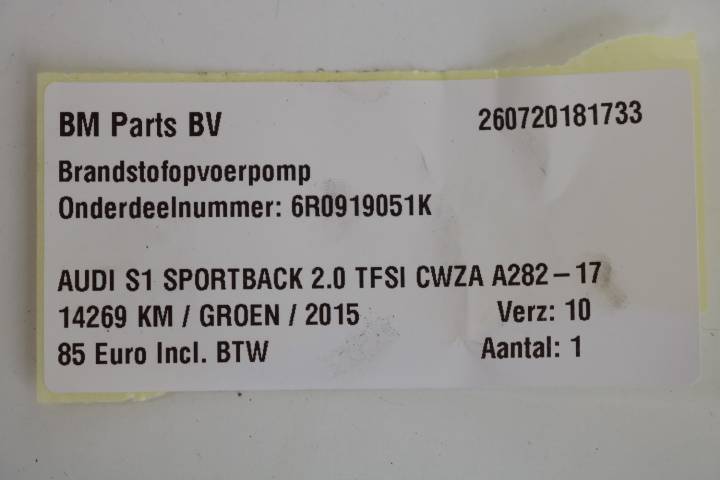 BM Parts BV 260720181733
Brandstofopvoerpomp
Onderdeelnummer: 6R0919051K
AUDI S1 SPORTBACK 2.0 TFSI CWZA A282-17
14269 KM / GROEN / 2015 Verz: 10
85 Euro Incl. BTW Aantal: 1